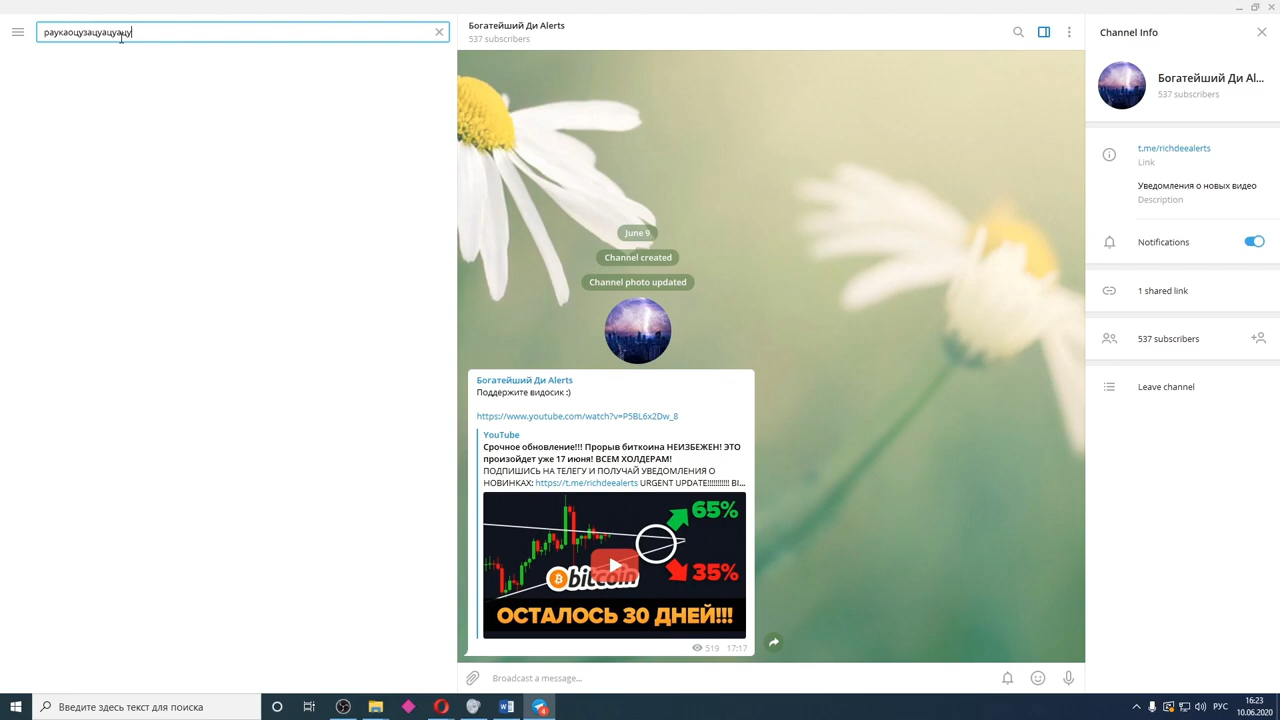 раукаоцузацуацуацу
Богатейший Ди Alerts
537 subscribers
June 9
Channel created
Channel photo updated
Богатейший Ди Alerts
Поддержите видосик :)
https://www.youtube.com/watch?v=P5BL6x2Dw_8
YouTube
Срочное обновление!!! Прорыв биткоина НЕИЗБЕЖЕН! ЭТО
произойдет уже 17 июня! ВСЕМ ХОЛДЕРАМ!
ПОДПИШИСЬ НА ТЕЛЕГУ И ПОЛУЧАЙ УВЕДОМЛЕНИЯ О
НОВИНКАХ: https://t.me/richdeealerts URGENT UPDATE!!!!!!!!!!! BI...
65%
bitcoin
35%
ОСТАЛОСЬ 30 ДНЕЙ!!!
519 17:17
Broadcast a message...
Channel Info
Богатейший Ди Al...
537 subscribers
t.me/richdeealerts
Link
Уведомления о новых видео
Description
Notifications
1 shared link
537 subscribers
Leave channel
Введите здесь текст для поиска
4
РУС
16:23
10.06.2020